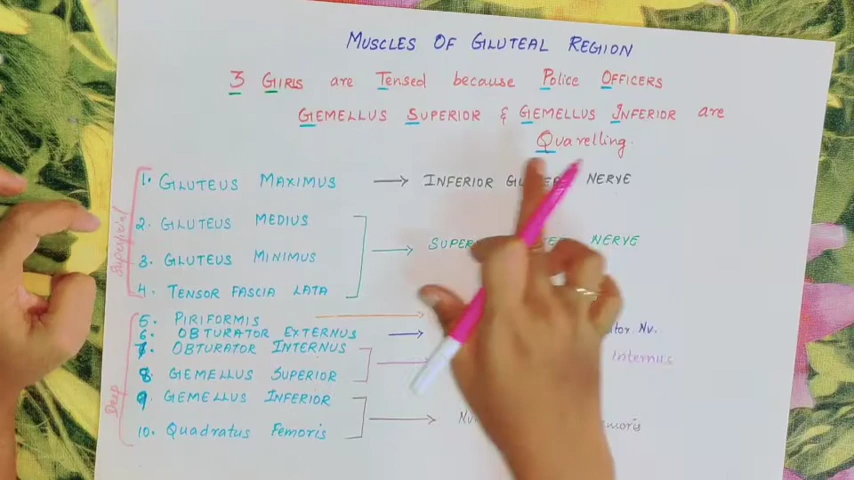 MUSCLES OF GLUTEAL REGION
3 GIRLS are Tensed because Police OFFICERS
GEMELLUS SUPERIOR & GEMELLUS INFERIOR are
Quarelling.
Superficial
1. GLUTEUS MAXIMUS → INFERIOR NERVE
2. GLUTEUS MEDIUS
3. GLUTEUS MINIMUS → NERVE
4. TENSOR FASCIA LATA
Deep
5. PIRIFORMIS →
6. OBTURATOR EXTERNUS → Nv.
7. OBTURATOR INTERNUS
8. GEMELLUS SUPERIOR → Internus
9. GEMELLUS INFERIOR
10. Quadratus Femoris → Nv.